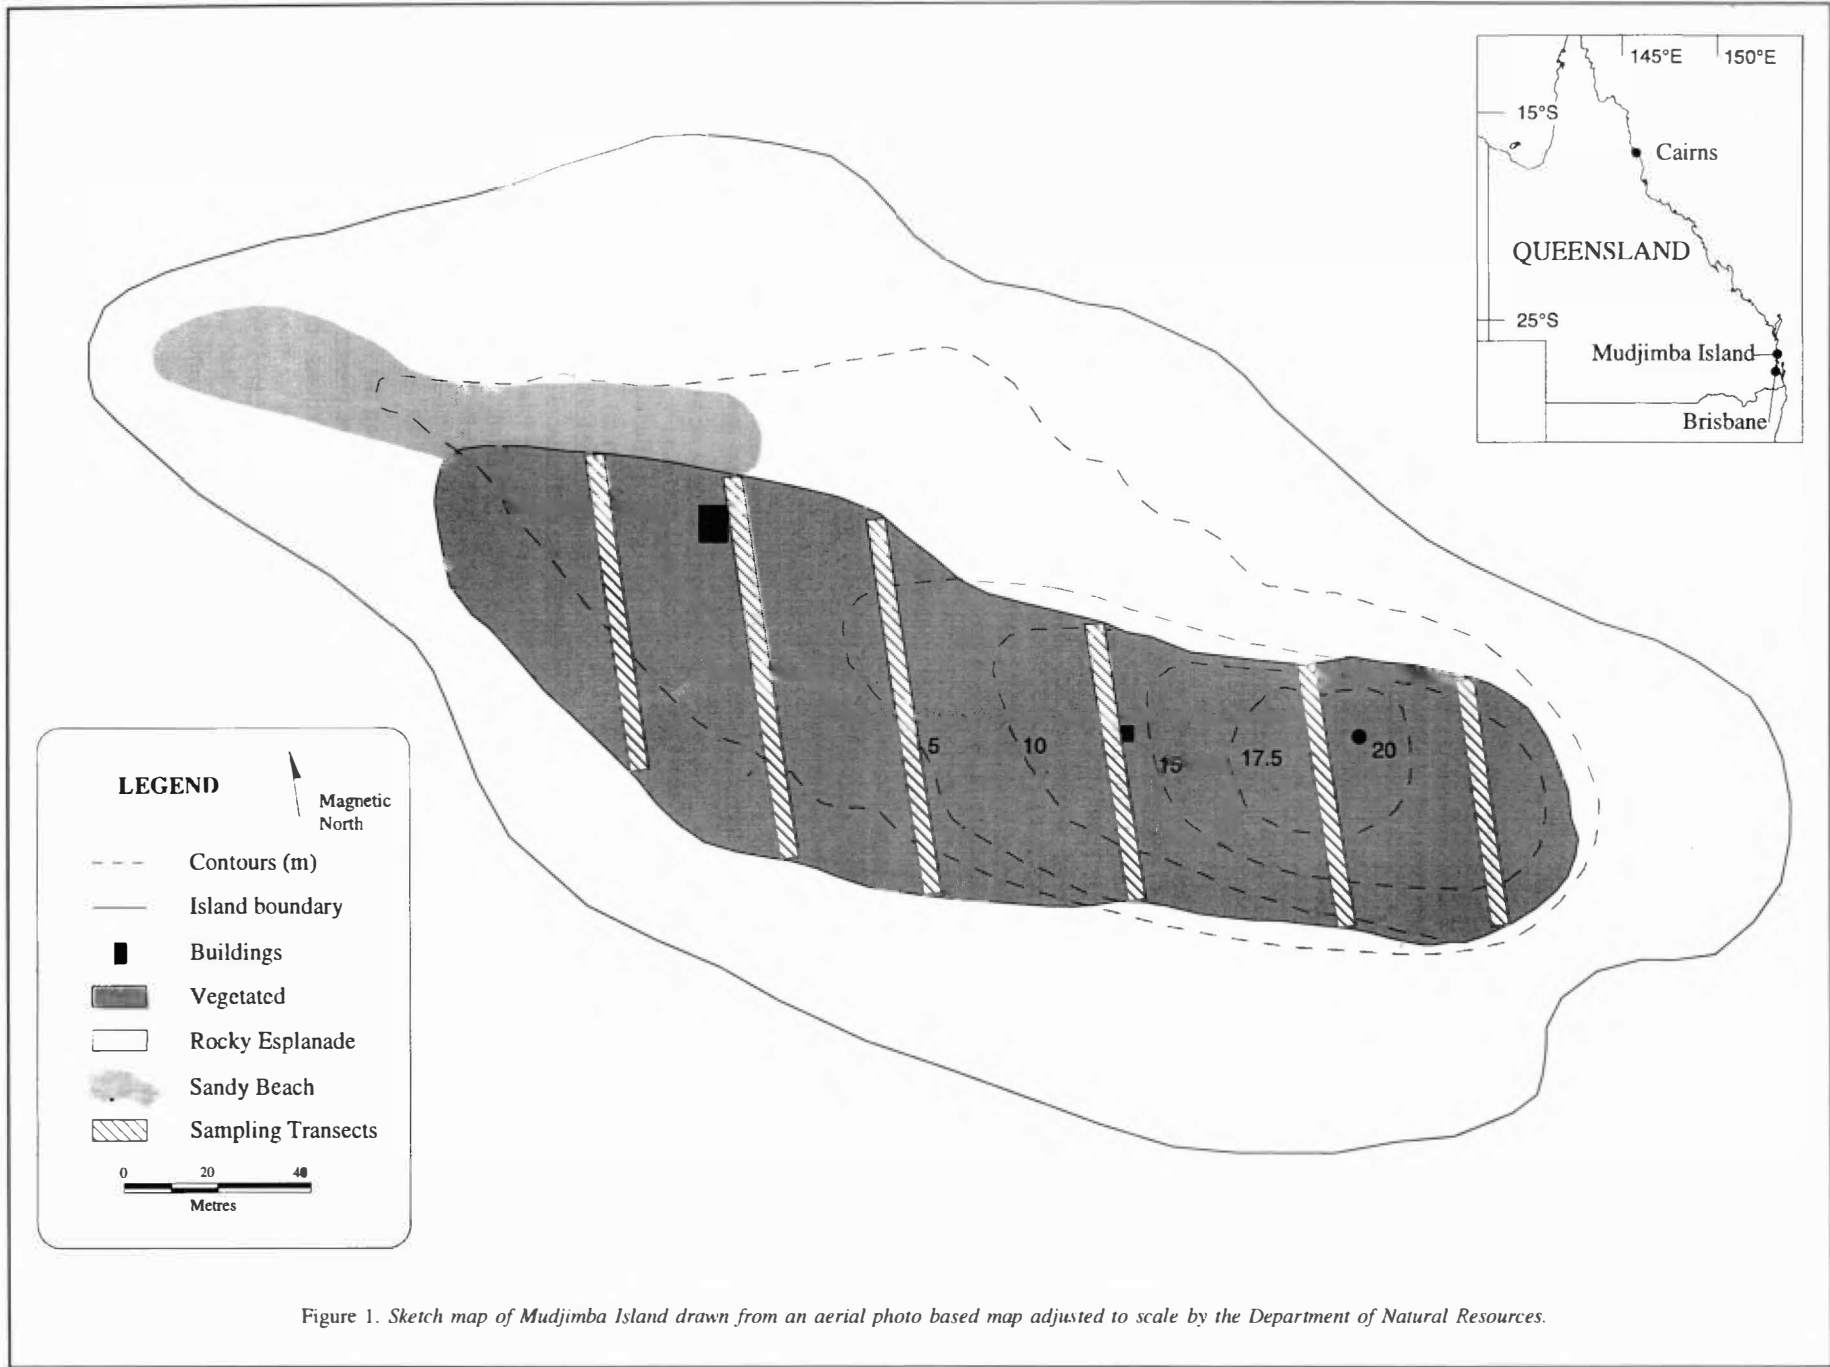 145°E
150°E
15°S
Cairns
QUEENSLAND
25°S
Mudjimba Island
Brisbane
5
10
15
17.5
20
LEGEND
Magnetic
North
Contours (m)
Island boundary
Buildings
Vegetated
Rocky Esplanade
Sandy Beach
Sampling Transects
0 20 40
Metres
Figure 1. Sketch map of Mudjimba Island drawn from an aerial photo based map adjusted to scale by the Department of Natural Resources.